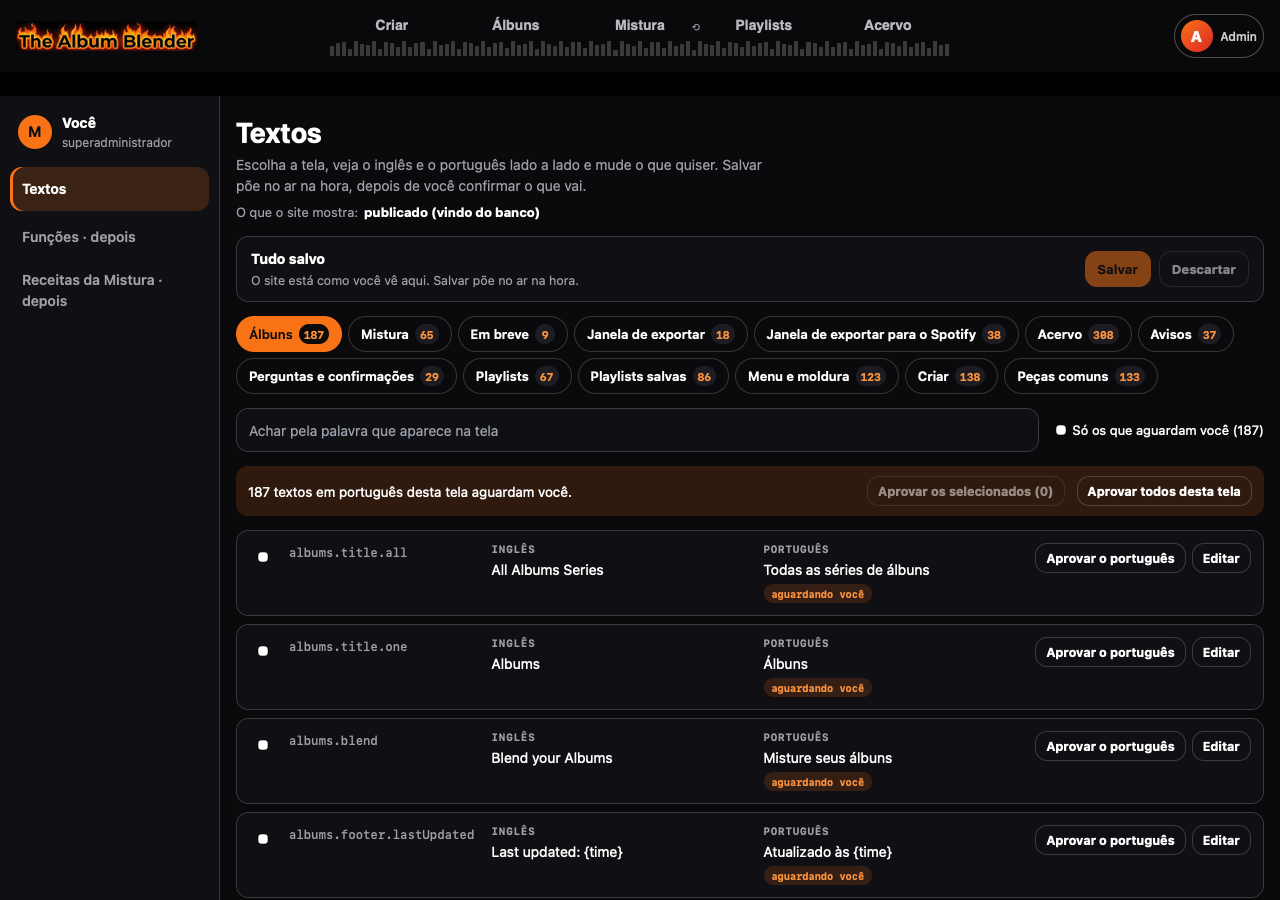 The Album Blender
Criar
Álbuns
Mistura
Playlists
Acervo
A
Admin
M
Você
superadministrador
Textos
Funções · depois
Receitas da Mistura ·
depois
Textos
Escolha a tela, veja o inglês e o português lado a lado e mude o que quiser. Salvar
põe no ar na hora, depois de você confirmar o que vai.
O que o site mostra: publicado (vindo do banco)
Tudo salvo
O site está como você vê aqui. Salvar põe no ar na hora.
Salvar
Descartar
Álbuns 187
Mistura 65
Em breve 9
Janela de exportar 18
Janela de exportar para o Spotify 38
Acervo 308
Avisos 37
Perguntas e confirmações 29
Playlists 67
Playlists salvas 86
Menu e moldura 123
Criar 138
Peças comuns 133
Achar pela palavra que aparece na tela
Só os que aguardam você (187)
187 textos em português desta tela aguardam você.
Aprovar os selecionados (0)
Aprovar todos desta tela
albums.title.all
INGLÊS
All Albums Series
PORTUGUÊS
Todas as séries de álbuns
aguardando você
Aprovar o português
Editar
albums.title.one
INGLÊS
Albums
PORTUGUÊS
Álbuns
aguardando você
Aprovar o português
Editar
albums.blend
INGLÊS
Blend your Albums
PORTUGUÊS
Misture seus álbuns
aguardando você
Aprovar o português
Editar
albums.footer.lastUpdated
INGLÊS
Last updated: {time}
PORTUGUÊS
Atualizado às {time}
aguardando você
Aprovar o português
Editar